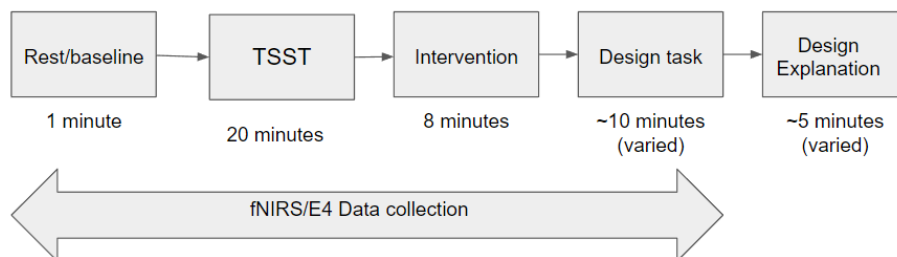 Rest/baseline
TSST
Intervention
Design task
Design
Explanation
1 minute
20 minutes
8 minutes
~10 minutes
(varied)
~5 minutes
(varied)
fNIRS/E4 Data collection